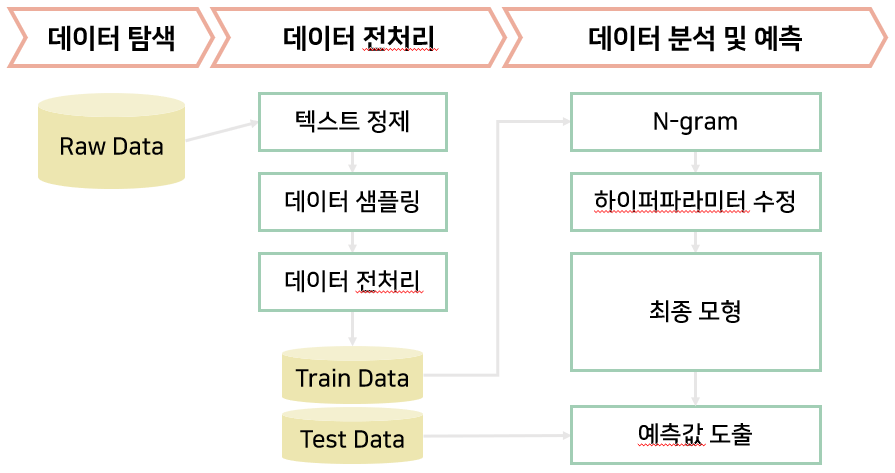 데이터 탐색
데이터 전처리
데이터 분석 및 예측
Raw Data
텍스트 정제
데이터 샘플링
데이터 전처리
Train Data
Test Data
N-gram
하이퍼파라미터 수정
최종 모형
예측값 도출